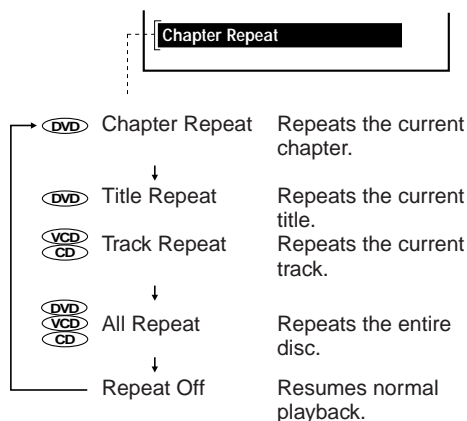 Chapter Repeat
DVD Chapter Repeat Repeats the current
chapter.
DVD Title Repeat Repeats the current
title.
VCD
CD Track Repeat Repeats the current
track.
DVD
VCD
CD All Repeat Repeats the entire
disc.
Repeat Off Resumes normal
playback.